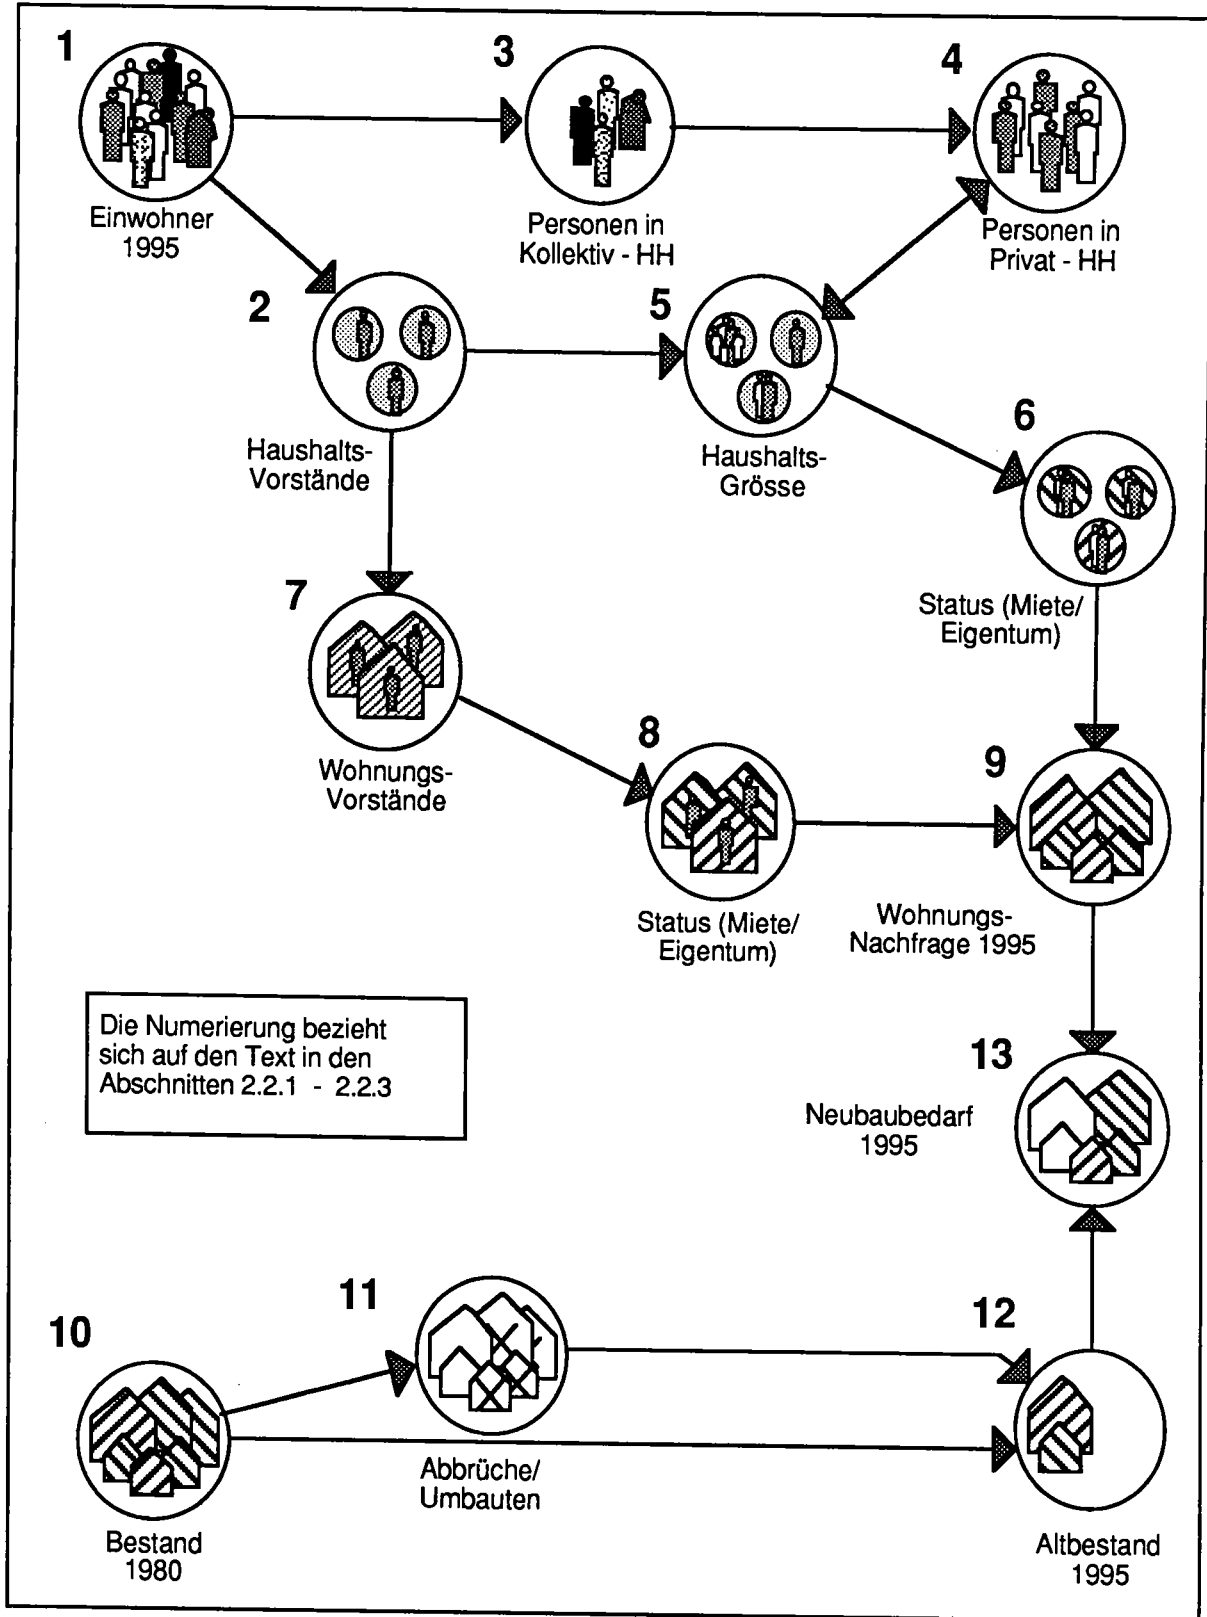 1
Einwohner
1995
3
Personen in
Kollektiv - HH
4
Personen in
Privat - HH
2
Haushalts-
Vorstände
5
Haushalts-
Grösse
6
Status (Miete/
Eigentum)
7
Wohnungs-
Vorstände
8
Status (Miete/
Eigentum)
9
Wohnungs-
Nachfrage 1995
Die Numerierung bezieht
sich auf den Text in den
Abschnitten 2.2.1 - 2.2.3
13
Neubaubedarf
1995
10
Bestand
1980
11
Abbrüche/
Umbauten
12
Altbestand
1995